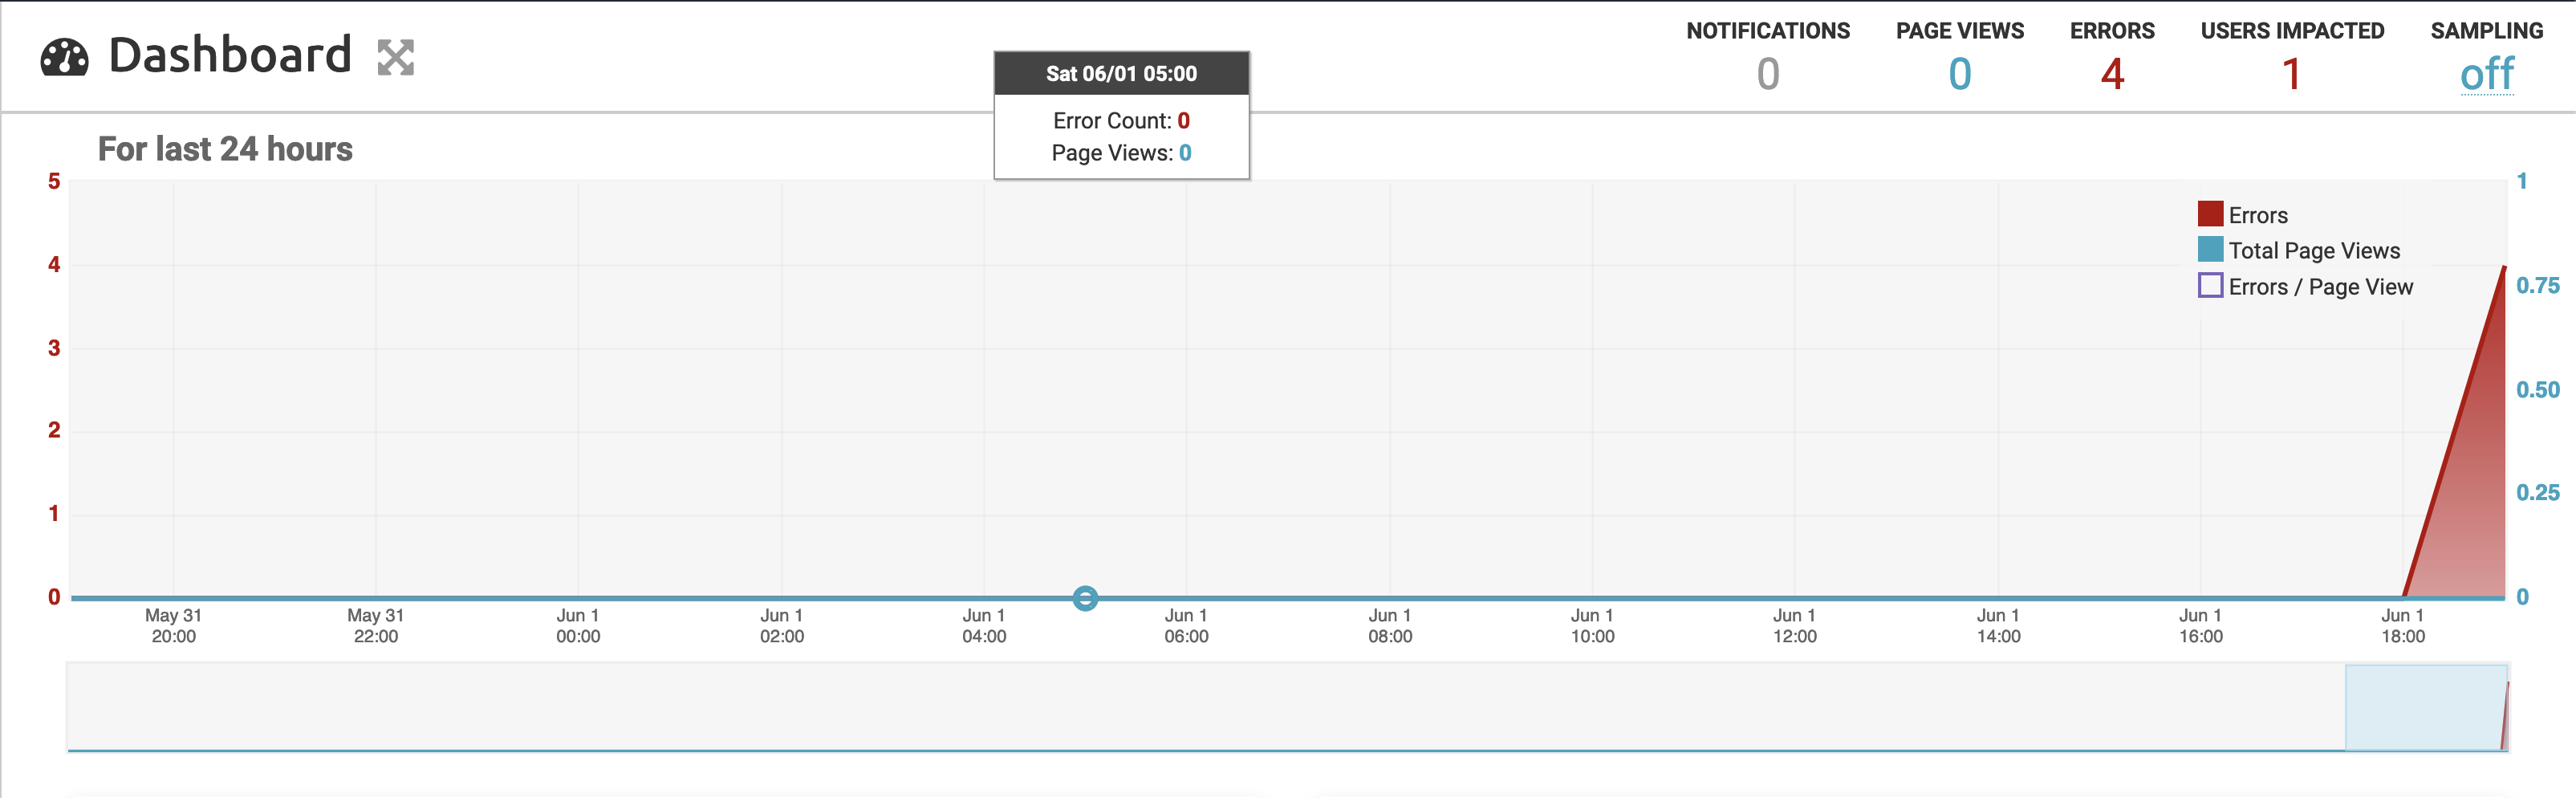 Dashboard
NOTIFICATIONS PAGE VIEWS ERRORS USERS IMPACTED SAMPLING
0 0 4 1 off
Sat 06/01 05:00
Error Count: 0
Page Views: 0
For last 24 hours
5
4
3
2
1
0
Errors
Total Page Views
Errors / Page View
1
0.75
0.50
0.25
0
May 31 May 31 Jun 1 Jun 1 Jun 1 Jun 1 Jun 1 Jun 1 Jun 1 Jun 1 Jun 1 Jun 1
20:00 22:00 00:00 02:00 04:00 06:00 08:00 10:00 12:00 14:00 16:00 18:00